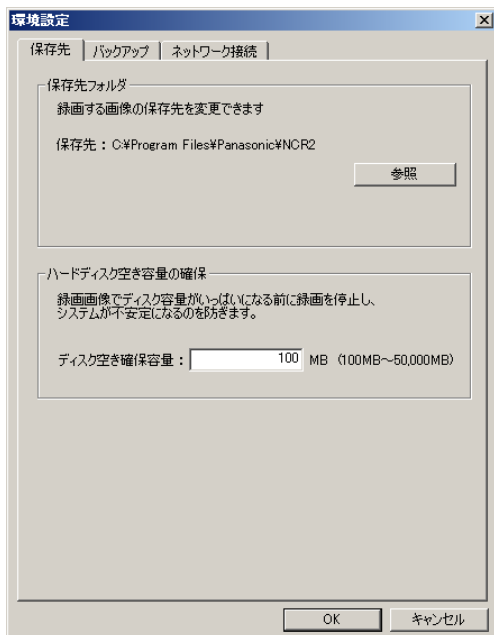 環境設定
保存先
バックアップ
ネットワーク接続
保存先フォルダ
録画する画像の保存先を変更できます
保存先：C:¥Program Files¥Panasonic¥NCR2
参照
ハードディスク空き容量の確保
録画画像でディスク容量がいっぱいになる前に録画を停止し、
システムが不安定になるのを防ぎます。
ディスク空き確保容量： 100 MB (100MB～50,000MB)
OK
キャンセル